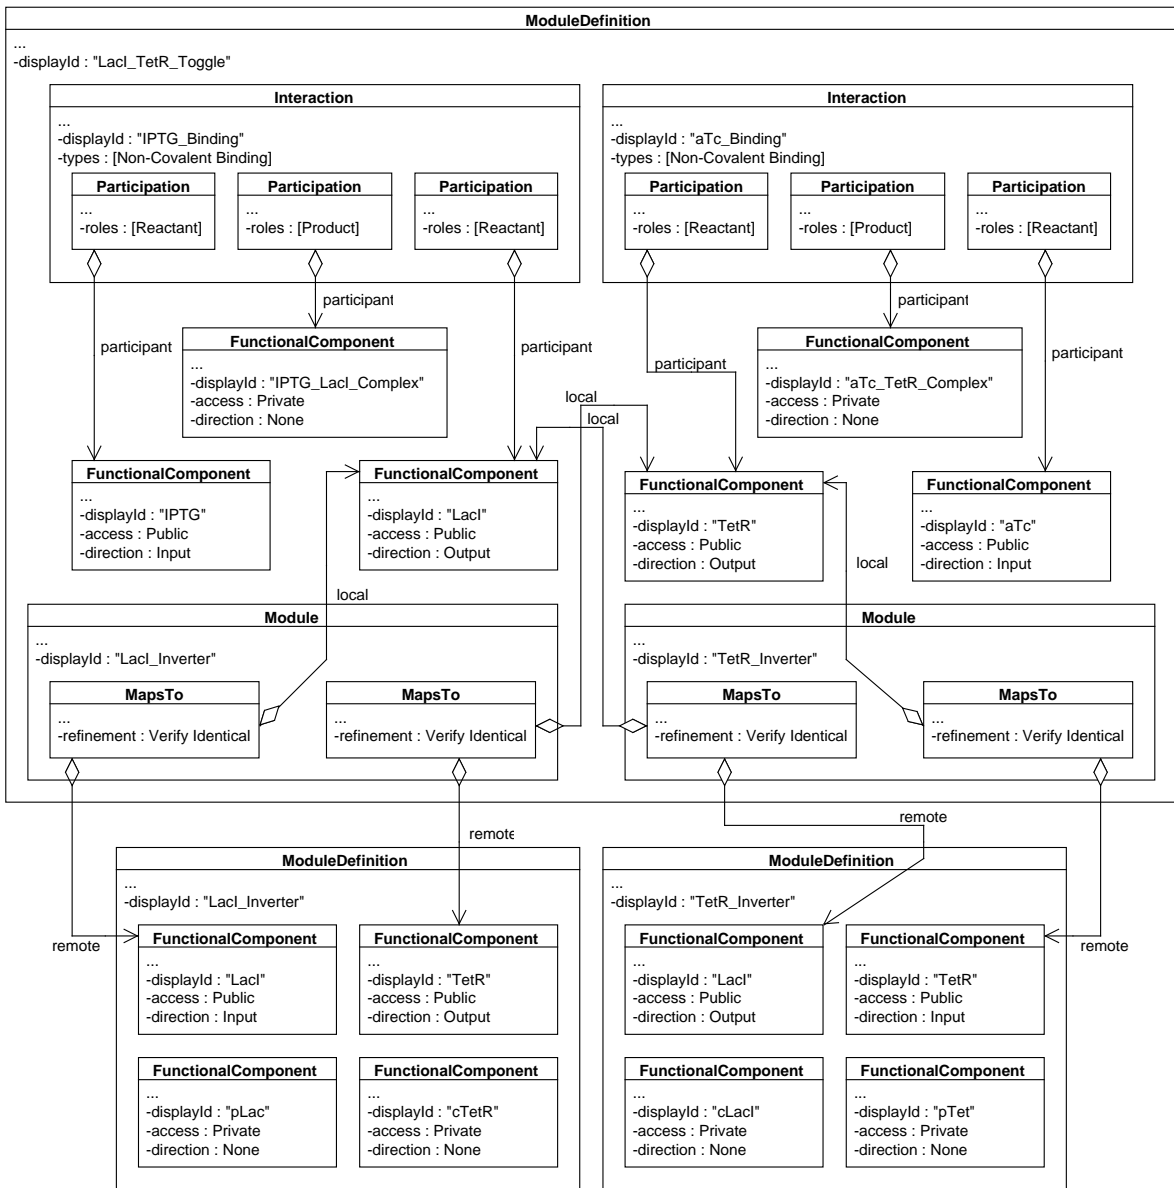 ModuleDefinition
...
-displayId : "LacI_TetR_Toggle"
Interaction
...
-displayId : "IPTG_Binding"
-types : [Non-Covalent Binding]
Participation
...
-roles : [Reactant]
Participation
...
-roles : [Product]
Participation
...
-roles : [Reactant]
Interaction
...
-displayId : "aTc_Binding"
-types : [Non-Covalent Binding]
Participation
...
-roles : [Reactant]
Participation
...
-roles : [Product]
Participation
...
-roles : [Reactant]
participant
participant
participant
participant
participant
participant
FunctionalComponent
...
-displayId : "IPTG_LacI_Complex"
-access : Private
-direction : None
FunctionalComponent
...
-displayId : "aTc_TetR_Complex"
-access : Private
-direction : None
local
local
FunctionalComponent
...
-displayId : "IPTG"
-access : Public
-direction : Input
FunctionalComponent
...
-displayId : "LacI"
-access : Public
-direction : Output
FunctionalComponent
...
-displayId : "TetR"
-access : Public
-direction : Output
FunctionalComponent
...
-displayId : "aTc"
-access : Public
-direction : Input
local
local
Module
...
-displayId : "LacI_Inverter"
MapsTo
...
-refinement : Verify Identical
MapsTo
...
-refinement : Verify Identical
Module
...
-displayId : "TetR_Inverter"
MapsTo
...
-refinement : Verify Identical
MapsTo
...
-refinement : Verify Identical
remote
remote
remote
remote
ModuleDefinition
...
-displayId : "LacI_Inverter"
FunctionalComponent
...
-displayId : "LacI"
-access : Public
-direction : Input
FunctionalComponent
...
-displayId : "TetR"
-access : Public
-direction : Output
FunctionalComponent
...
-displayId : "pLac"
-access : Private
-direction : None
FunctionalComponent
...
-displayId : "cTetR"
-access : Private
-direction : None
ModuleDefinition
...
-displayId : "TetR_Inverter"
FunctionalComponent
...
-displayId : "LacI"
-access : Public
-direction : Output
FunctionalComponent
...
-displayId : "TetR"
-access : Public
-direction : Input
FunctionalComponent
...
-displayId : "cLacI"
-access : Private
-direction : None
FunctionalComponent
...
-displayId : "pTet"
-access : Private
-direction : None